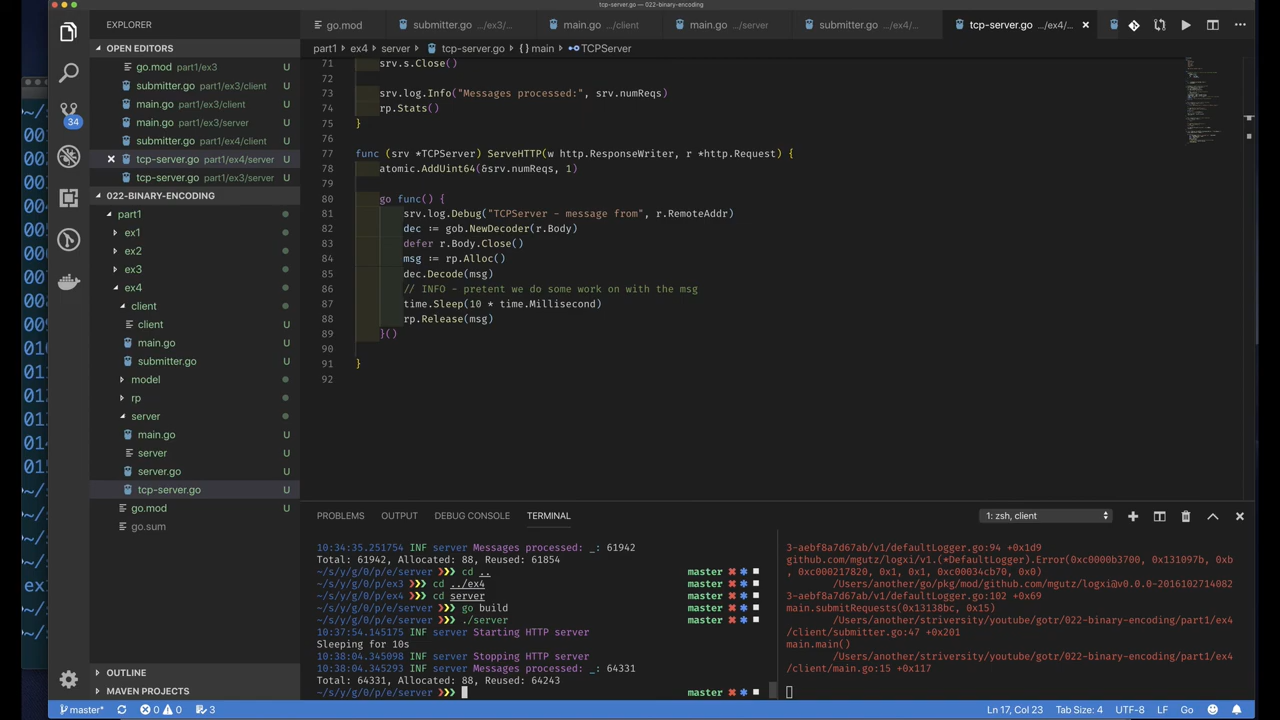 tcp-server.go — 022-binary-encoding
EXPLORER
go.mod
submitter.go .../ex3/...
main.go .../client
main.go .../server
submitter.go .../ex4/...
tcp-server.go .../ex4/...
OPEN EDITORS
go.mod part1/ex3 U
submitter.go part1/ex3/client U
main.go part1/ex3/client U
main.go part1/ex3/server U
submitter.go part1/ex4/client U
tcp-server.go part1/ex4/server U
tcp-server.go part1/ex3/server U
022-BINARY-ENCODING
part1
ex1
ex2
ex3
ex4
client
client U
main.go U
submitter.go U
model
rp
server
main.go U
server U
server.go U
tcp-server.go U
go.mod U
go.sum
OUTLINE
MAVEN PROJECTS
34
part1 > ex4 > server > tcp-server.go > {} main > TCPServer
71 srv.s.Close()
72
73 srv.log.Info("Messages processed:", srv.numReqs)
74 rp.Stats()
75 }
76
77 func (srv *TCPServer) ServeHTTP(w http.ResponseWriter, r *http.Request) {
78 atomic.AddUint64(&srv.numReqs, 1)
79
80 go func() {
81 srv.log.Debug("TCPServer - message from", r.RemoteAddr)
82 dec := gob.NewDecoder(r.Body)
83 defer r.Body.Close()
84 msg := rp.Alloc()
85 dec.Decode(msg)
86 // INFO - pretent we do some work on with the msg
87 time.Sleep(10 * time.Millisecond)
88 rp.Release(msg)
89 }()
90
91 }
92
PROBLEMS OUTPUT DEBUG CONSOLE TERMINAL
1: zsh, client
10:34:35.251754 INF server Messages processed: _: 61942
Total: 61942, Allocated: 88, Reused: 61854
~/s/y/g/0/p/e/server ❯❯❯ cd .. master ✖ ✱ ◼
~/s/y/g/0/p/ex3 ❯❯❯ cd ../ex4 master ✖ ✱ ◼
~/s/y/g/0/p/ex4 ❯❯❯ cd server master ✖ ✱ ◼
~/s/y/g/0/p/e/server ❯❯❯ go build master ✖ ✱ ◼
~/s/y/g/0/p/e/server ❯❯❯ ./server master ✖ ✱ ◼
10:37:54.145175 INF server Starting HTTP server
Sleeping for 10s
10:38:04.345098 INF server Stopping HTTP server
10:38:04.345293 INF server Messages processed: _: 64331
Total: 64331, Allocated: 88, Reused: 64243
~/s/y/g/0/p/e/server ❯❯❯ master ✖ ✱ ◼
3-aebf8a7d67ab/v1/defaultLogger.go:94 +0x1d9
github.com/mgutz/logxi/v1.(*DefaultLogger).Error(0xc0000b3700, 0x131097b, 0xb
, 0xc000217820, 0x1, 0x1, 0xc00034cb70, 0x0)
/Users/another/go/pkg/mod/github.com/mgutz/logxi@v0.0.0-2016102714082
3-aebf8a7d67ab/v1/defaultLogger.go:102 +0x69
main.submitRequests(0x13138bc, 0x15)
/Users/another/striversity/youtube/gotr/022-binary-encoding/part1/ex4
/client/submitter.go:47 +0x201
main.main()
/Users/another/striversity/youtube/gotr/022-binary-encoding/part1/ex4
/client/main.go:15 +0x117
master* 0 0 3
Ln 17, Col 23 Tab Size: 4 UTF-8 LF Go